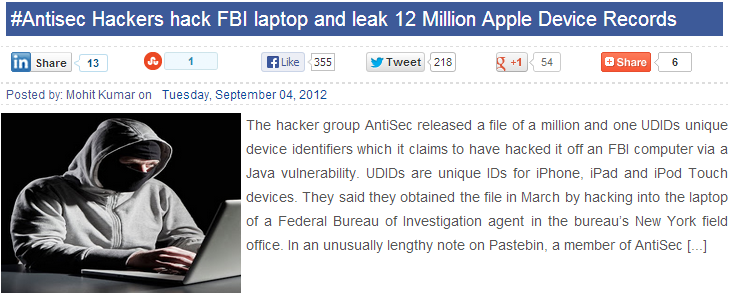 #Antisec Hackers hack FBI laptop and leak 12 Million Apple Device Records
Share 13 1 Like 355 Tweet 218 +1 54 Share 6
Posted by: Mohit Kumar on Tuesday, September 04, 2012
The hacker group AntiSec released a file of a million and one UDIDs unique
device identifiers which it claims to have hacked it off an FBI computer via a
Java vulnerability. UDIDs are unique IDs for iPhone, iPad and iPod Touch
devices. They said they obtained the file in March by hacking into the laptop
of a Federal Bureau of Investigation agent in the bureau's New York field
office. In an unusually lengthy note on Pastebin, a member of AntiSec [...]